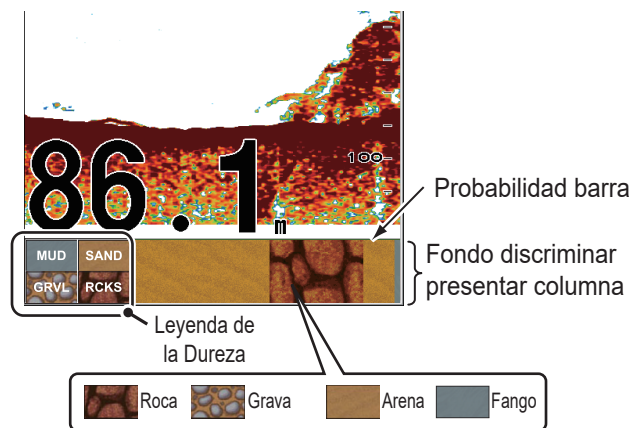 100
86.1 m
Probabilidad barra
MUD SAND
GRVL RCKS
Fondo discriminar
presentar columna
Leyenda de
la Dureza
Roca Grava Arena Fango